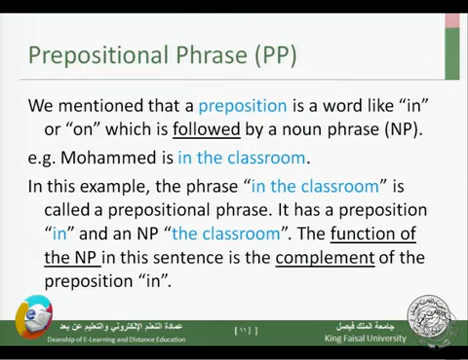 Prepositional Phrase (PP)
We mentioned that a preposition is a word like “in”
or “on” which is followed by a noun phrase (NP).
e.g. Mohammed is in the classroom.
In this example, the phrase “in the classroom” is
called a prepositional phrase. It has a preposition
“in” and an NP “the classroom”. The function of
the NP in this sentence is the complement of the
preposition “in”.
عمادة التعلم الإلكتروني والتعليم عن بعد
Deanship of E-Learning and Distance Education
[ ١١ ]
جامعة الملك فيصل
King Faisal University